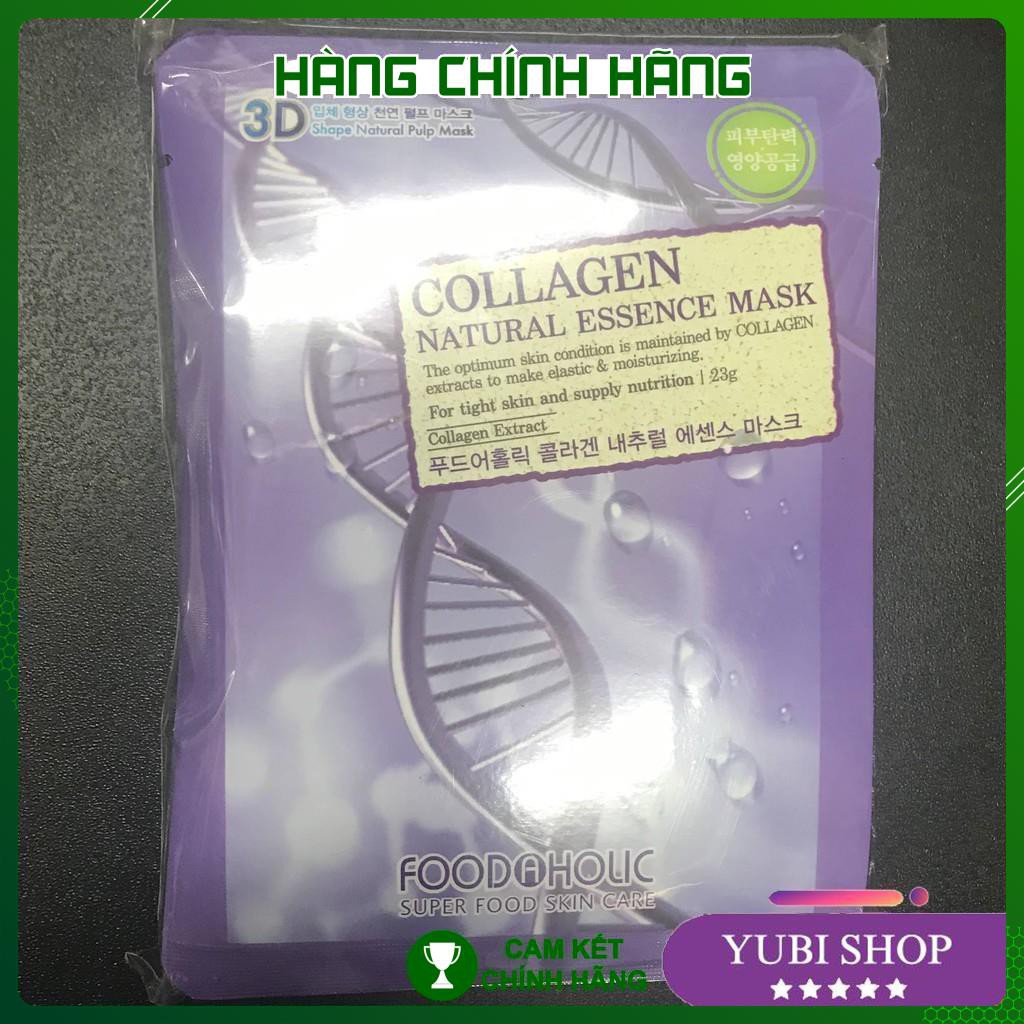 HÀNG CHÍNH HÃNG
3D 입체 형상 천연 펄프 마스크
Shape Natural Pulp Mask
피부탄력
영양공급
COLLAGEN
NATURAL ESSENCE MASK
The optimum skin condition is maintained by COLLAGEN
extracts to make elastic & moisturizing.
For tight skin and supply nutrition | 23g
Collagen Extract
푸드어홀릭 콜라겐 내추럴 에센스 마스크
FOODAHOLIC
SUPER FOOD SKIN CARE
CAM KẾT
CHÍNH HÃNG
YUBI SHOP